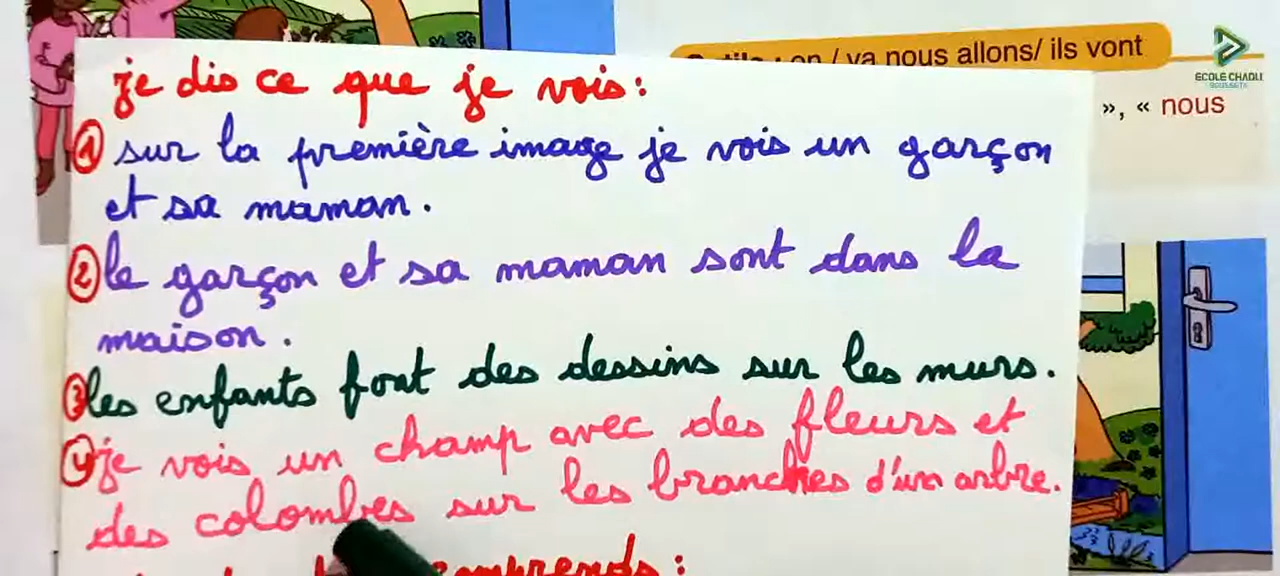 on / va nous allons/ ils vont
ECOLE CHAOLI
», « nous
je dis ce que je vois :
1 sur la première image je vois un garçon
et sa maman.
2 le garçon et sa maman sont dans la
maison.
3 les enfants font des dessins sur les murs.
4 je vois un champ avec des fleurs et
des colombes sur les branches d'un arbre.